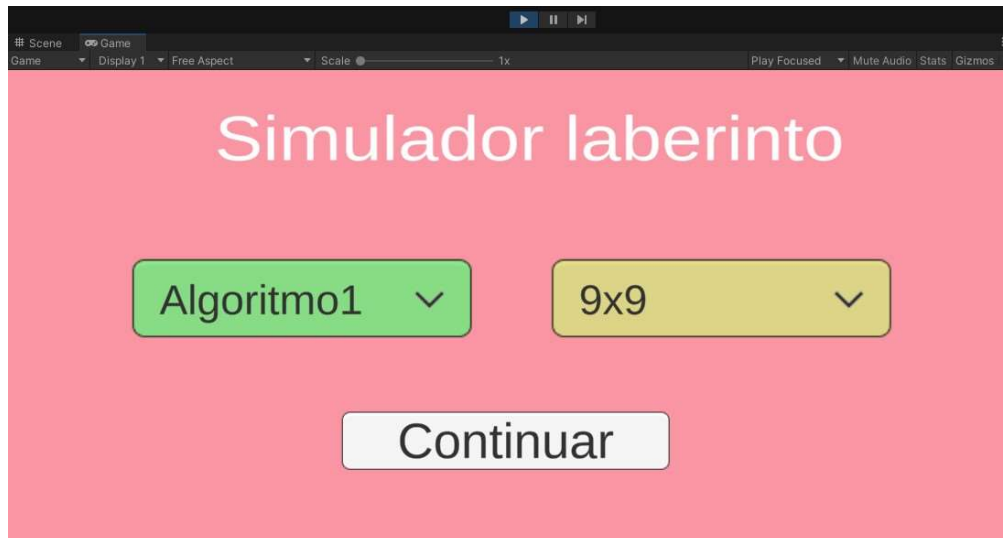 Scene Game
Game Display 1 Free Aspect Scale 1x Play Focused Mute Audio Stats Gizmos
Simulador laberinto
Algoritmo1 9x9
Continuar